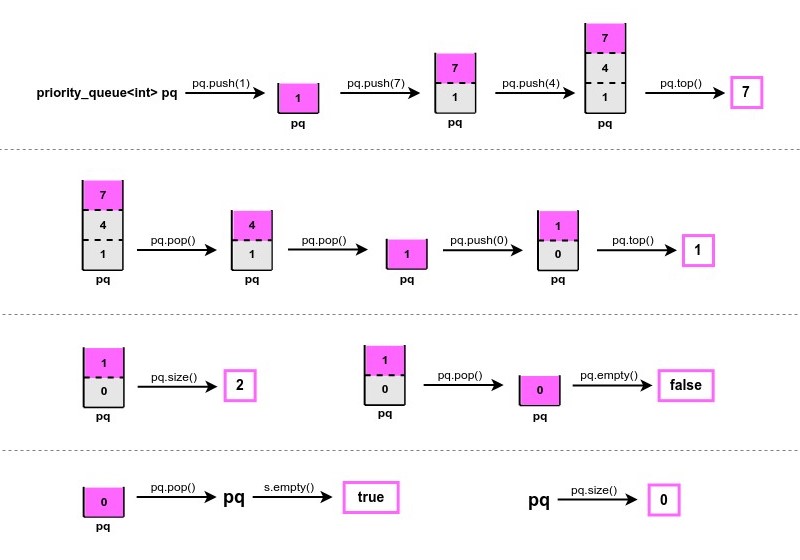 priority_queue<int> pq
pq.push(1)
1
pq
pq.push(7)
7
1
pq
pq.push(4)
7
4
1
pq
pq.top()
7
7
4
1
pq
pq.pop()
4
1
pq
pq.pop()
1
pq
pq.push(0)
1
0
pq
pq.top()
1
1
0
pq
pq.size()
2
1
0
pq
pq.pop()
0
pq
pq.empty()
false
0
pq
pq.pop()
pq
s.empty()
true
pq
pq.size()
0